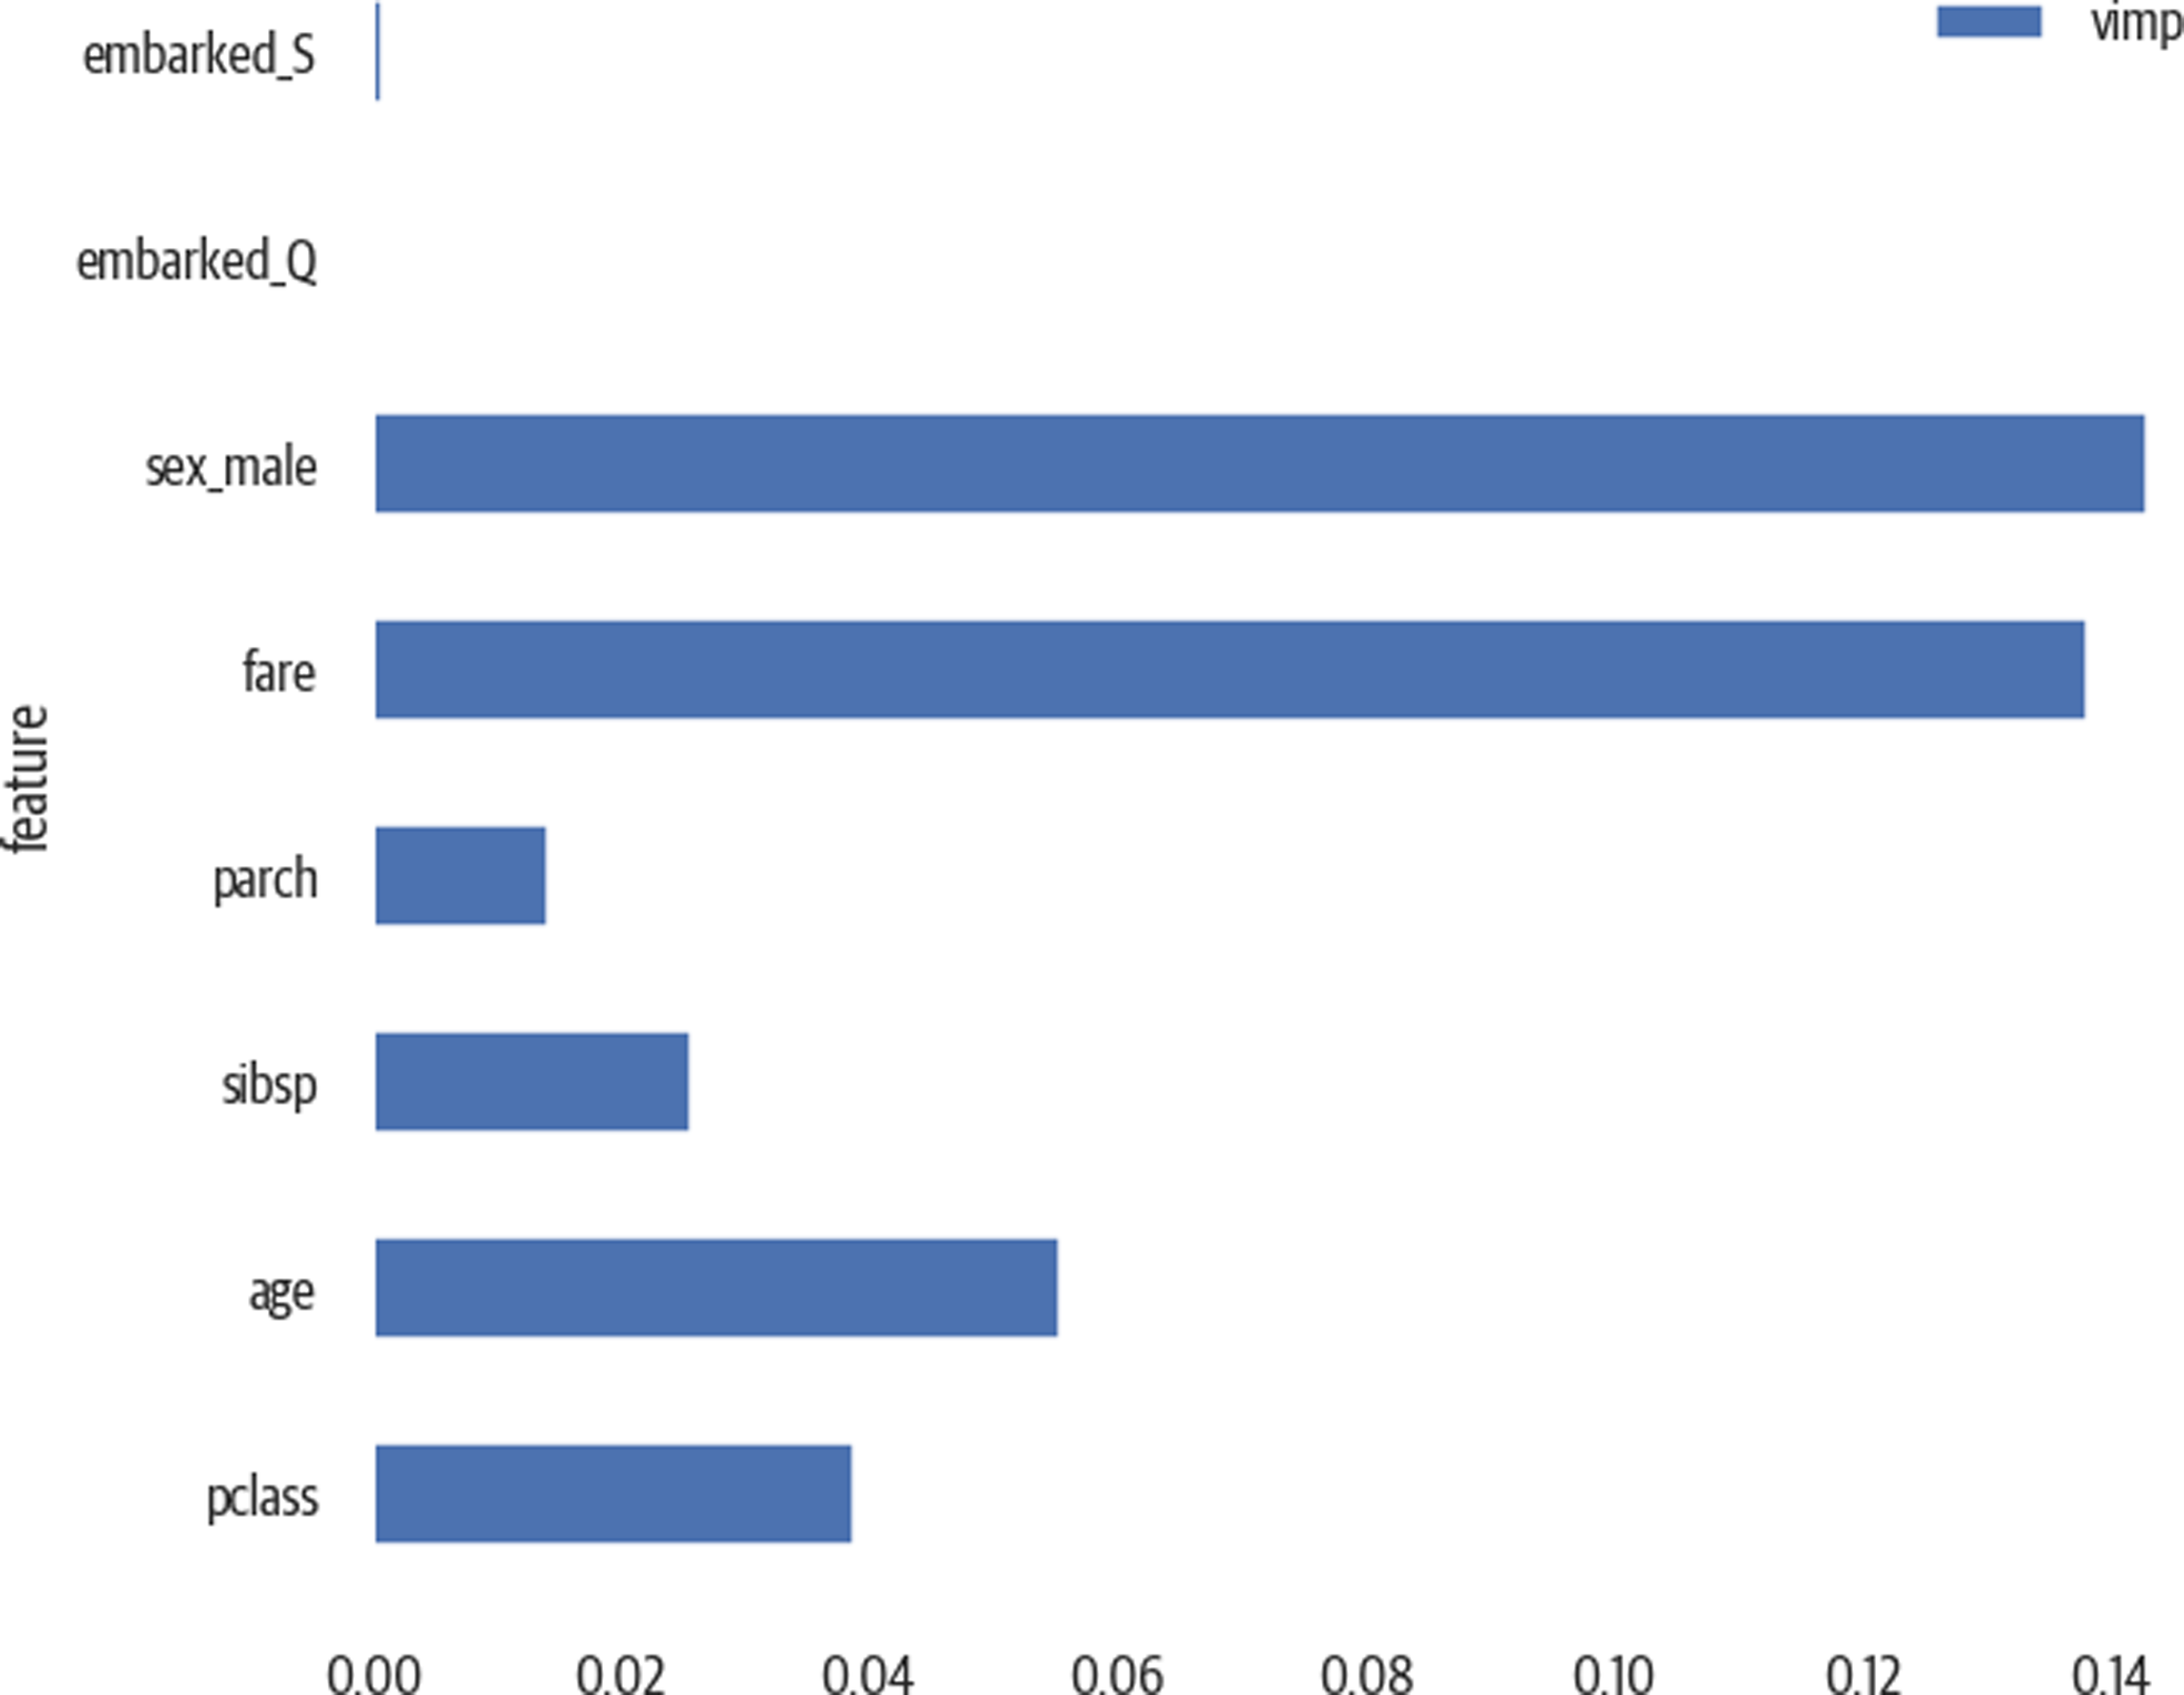 vimp
embarked_S
embarked_Q
sex_male
fare
feature
parch
sibsp
age
pclass
0.00 0.02 0.04 0.06 0.08 0.10 0.12 0.14